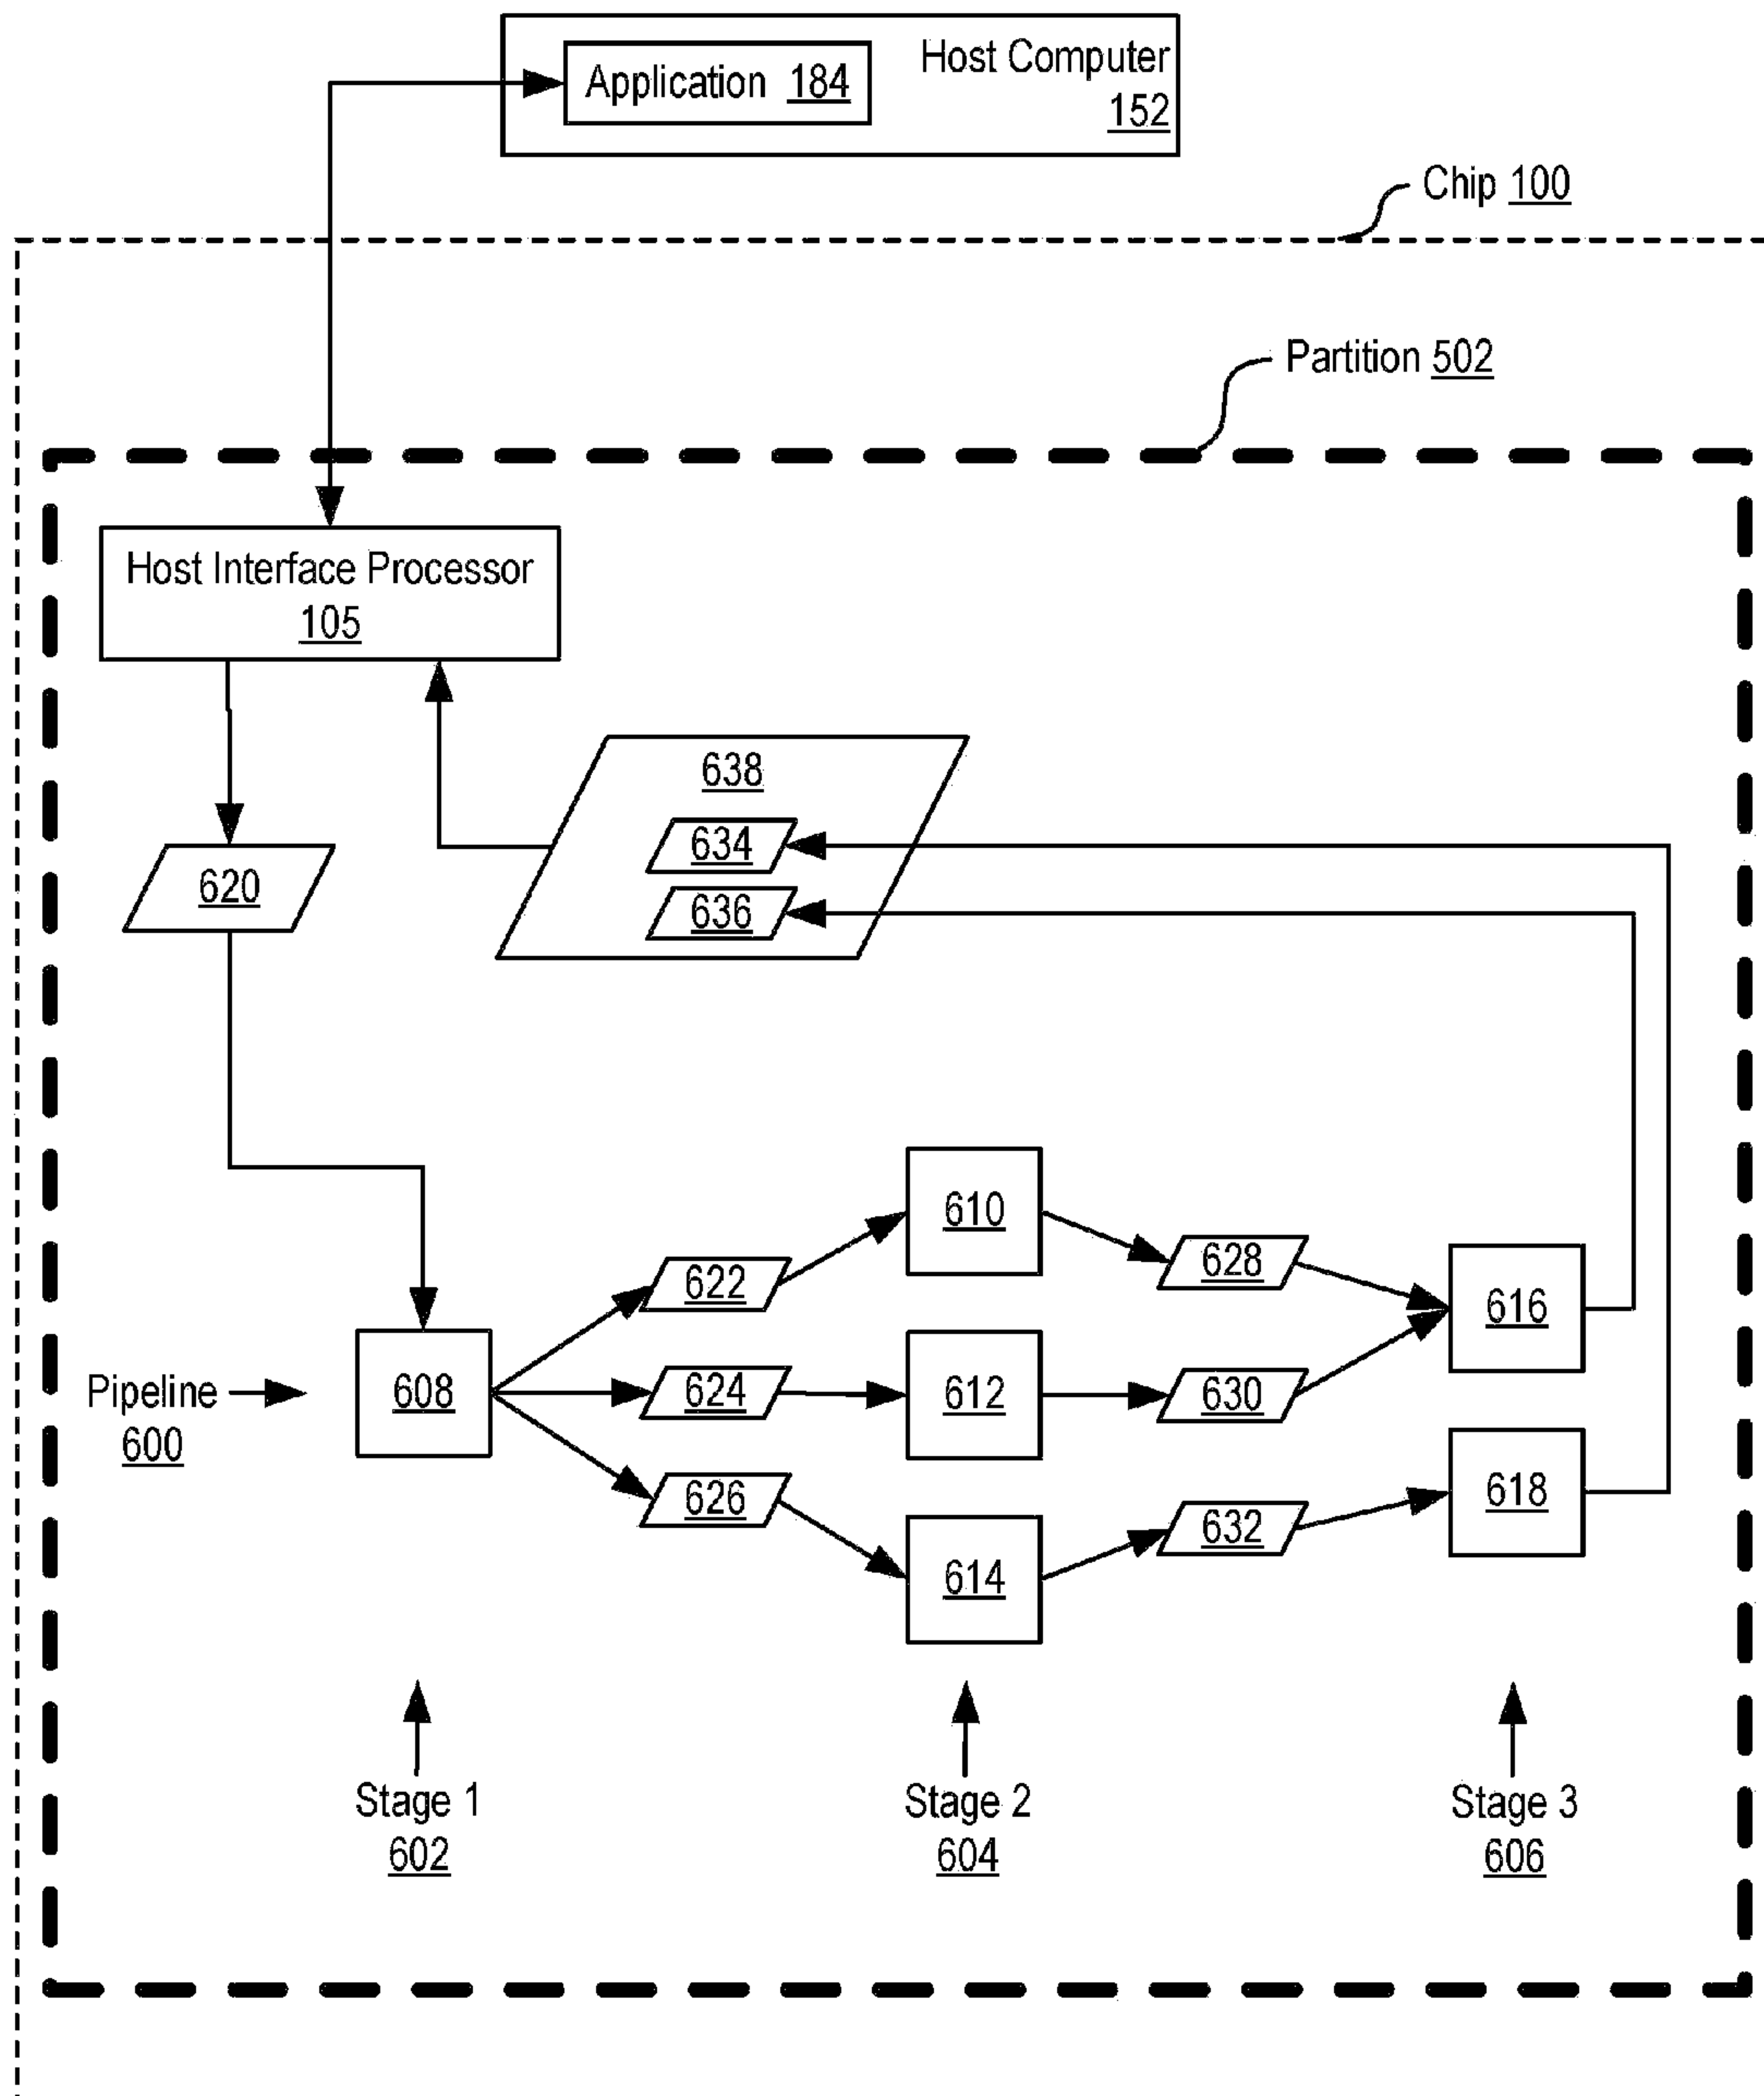 Application 184
Host Computer
152
Chip 100
Partition 502
Host Interface Processor
105
638
634
636
620
610
628
622
616
608
624
612
630
Pipeline
600
626
632
618
614
Stage 1
602
Stage 2
604
Stage 3
606